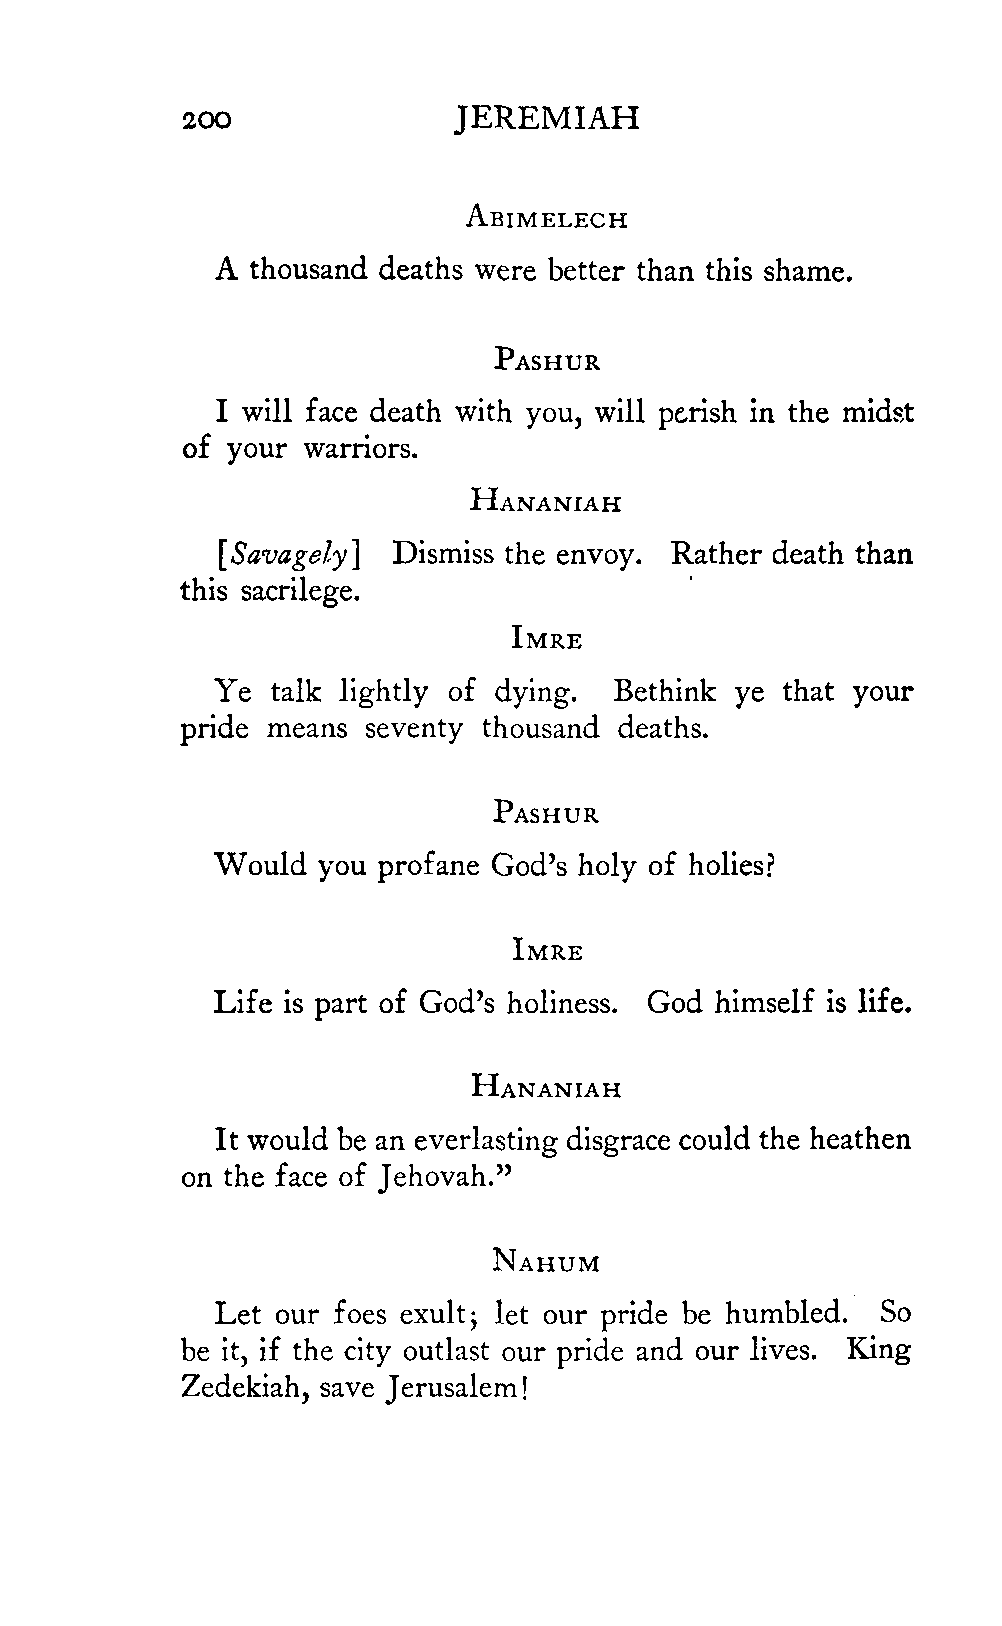 200 JEREMIAH
ABIMELECH
A thousand deaths were better than this shame.
PASHUR
I will face death with you, will perish in the midst
of your warriors.
HANANIAH
[Savagely] Dismiss the envoy. Rather death than
this sacrilege.
IMRE
Ye talk lightly of dying. Bethink ye that your
pride means seventy thousand deaths.
PASHUR
Would you profane God's holy of holies?
IMRE
Life is part of God's holiness. God himself is life.
HANANIAH
It would be an everlasting disgrace could the heathen
on the face of Jehovah."
NAHUM
Let our foes exult; let our pride be humbled. So
be it, if the city outlast our pride and our lives. King
Zedekiah, save Jerusalem!